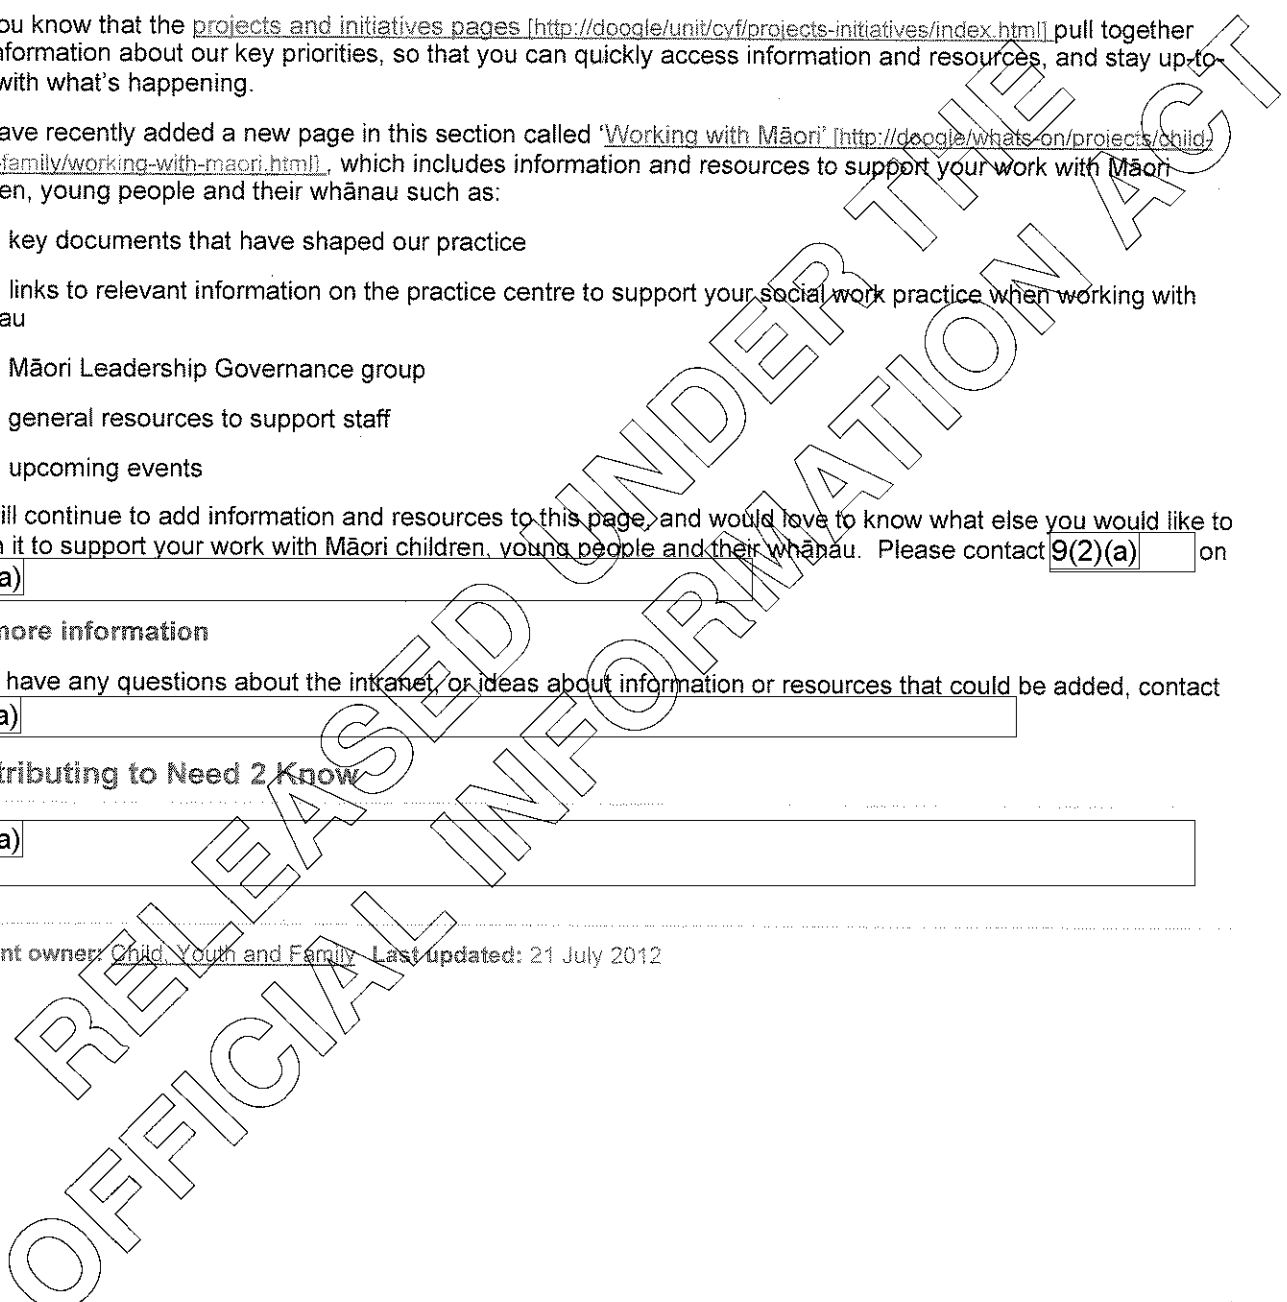 ou know that the projects and initiatives pages [http://doogle/unit/cyf/projects-initiatives/index.html] pull together
nformation about our key priorities, so that you can quickly access information and resources, and stay up-to-
with what's happening.
ave recently added a new page in this section called ‘Working with Māori’ [http://doogle/whats-on/projects/child-
-family/working-with-maori.html] , which includes information and resources to support your work with Māori
en, young people and their whānau such as:
key documents that have shaped our practice
links to relevant information on the practice centre to support your social work practice when working with
au
Māori Leadership Governance group
general resources to support staff
upcoming events
ill continue to add information and resources to this page, and would love to know what else you would like to
it to support your work with Māori children, young people and their whānau. Please contact 9(2)(a) on
a)
more information
have any questions about the intranet, or ideas about information or resources that could be added, contact
a)
tributing to Need 2 Know
a)
nt owner: Child, Youth and Family Last updated: 21 July 2012
RELEASED UNDER THE
OFFICIAL INFORMATION ACT